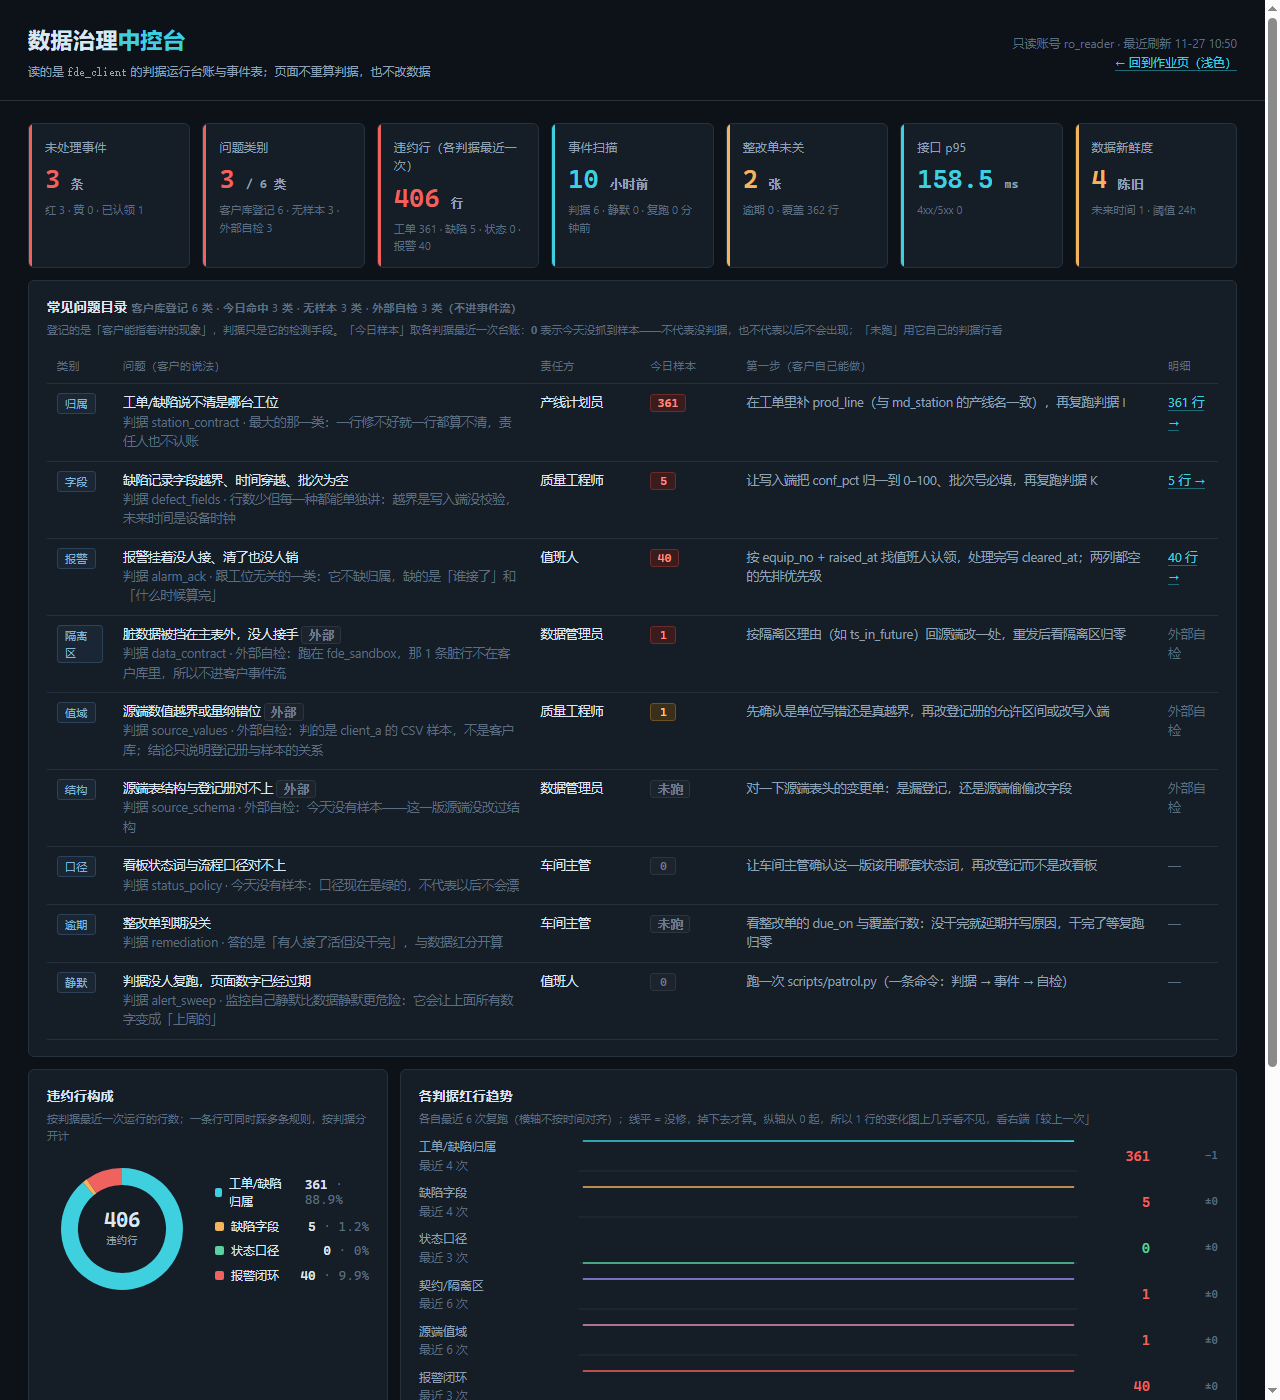 数据治理中控台
读的是 fde_client 的判据运行台账与事件表；页面不重算判据，也不改数据
只读账号 ro_reader · 最近刷新 11-27 10:50
← 回到作业页（浅色）
未处理事件
3 条
红 3 · 黄 0 · 已认领 1
问题类别
3 / 6 类
客户库登记 6 · 无样本 3 ·
外部自检 3
违约行（各判据最近一
次）
406 行
工单 361 · 缺陷 5 · 状态 0 ·
报警 40
事件扫描
10 小时前
判据 6 · 静默 0 · 复跑 0 分
钟前
整改单未关
2 张
逾期 0 · 覆盖 362 行
接口 p95
158.5 ms
4xx/5xx 0
数据新鲜度
4 陈旧
未来时间 1 · 阈值 24h
常见问题目录 客户库登记 6 类 · 今日命中 3 类 · 无样本 3 类 · 外部自检 3 类（不进事件流）
登记的是「客户能指着讲的现象」，判据只是它的检测手段。「今日样本」取各判据最近一次台账：0 表示今天没抓到样本——不代表没判据，也不代表以后不会出现；「未跑」用它自己的判据行看
类别 问题（客户的说法） 责任方 今日样本 第一步（客户自己能做） 明细
归属 工单/缺陷说不清是哪台工位 产线计划员 361 在工单里补 prod_line（与 md_station 的产线名一致），再复跑判据 I 361 行
→
判据 station_contract · 最大的那一类：一行修不好就一行都算不清，责
任人也不认账
字段 缺陷记录字段越界、时间穿越、批次为空 质量工程师 5 让写入端把 conf_pct 归一到 0–100、批次号必填，再复跑判据 K 5 行 →
判据 defect_fields · 行数少但每一种都能单独讲：越界是写入端没校验，
未来时间是设备时钟
报警 报警挂着没人接、清了也没人销 值班人 40 按 equip_no + raised_at 找值班人认领，处理完写 cleared_at；两列都空
的先排优先级
40 行
→
判据 alarm_ack · 跟工位无关的一类：它不缺归属，缺的是「谁接了」和
「什么时候算完」
隔离
区
脏数据被挡在主表外，没人接手 外部 数据管理员 1 按隔离区理由（如 ts_in_future）回源端改一处，重发后看隔离区归零 外部自
检
判据 data_contract · 外部自检：跑在 fde_sandbox，那 1 条脏行不在客
户库里，所以不进客户事件流
值域 源端数值越界或量纲错位 外部 质量工程师 1 先确认是单位写错还是真越界，再改登记册的允许区间或改写入端 外部自
检
判据 source_values · 外部自检：判的是 client_a 的 CSV 样本，不是客户
库；结论只说明登记册与样本的关系
结构 源端表结构与登记册对不上 外部 数据管理员 未跑 对一下源端表头的变更单：是漏登记，还是源端偷偷改字段 外部自
检
判据 source_schema · 外部自检：今天没有样本——这一版源端没改过结
构
口径 看板状态词与流程口径对不上 车间主管 0 让车间主管确认这一版该用哪套状态词，再改登记而不是改看板 —
判据 status_policy · 今天没有样本：口径现在是绿的，不代表以后不会漂
逾期 整改单到期没关 车间主管 未跑 看整改单的 due_on 与覆盖行数：没干完就延期并写原因，干完了等复跑
归零
—
判据 remediation · 答的是「有人接了活但没干完」，与数据红分开算
静默 判据没人复跑，页面数字已经过期 值班人 0 跑一次 scripts/patrol.py（一条命令：判据 → 事件 → 自检） —
判据 alert_sweep · 监控自己静默比数据静默更危险：它会让上面所有数
字变成「上周的」
违约行构成
按判据最近一次运行的行数；一条行可同时踩多条规则，按判据分
开计
406
违约行
工单/缺陷
归属
361 ·
88.9%
缺陷字段 5 · 1.2%
状态口径 0 · 0%
报警闭环 40 · 9.9%
各判据红行趋势
各自最近 6 次复跑（横轴不按时间对齐）；线平 = 没修，掉下去才算。纵轴从 0 起，所以 1 行的变化图上几乎看不见，看右端「较上一次」
工单/缺陷归属
最近 4 次
361 −1
缺陷字段
最近 4 次
5 ±0
状态口径
最近 3 次
0 ±0
契约/隔离区
最近 6 次
1 ±0
源端值域
最近 6 次
1 ±0
报警闭环
最近 3 次
40 ±0